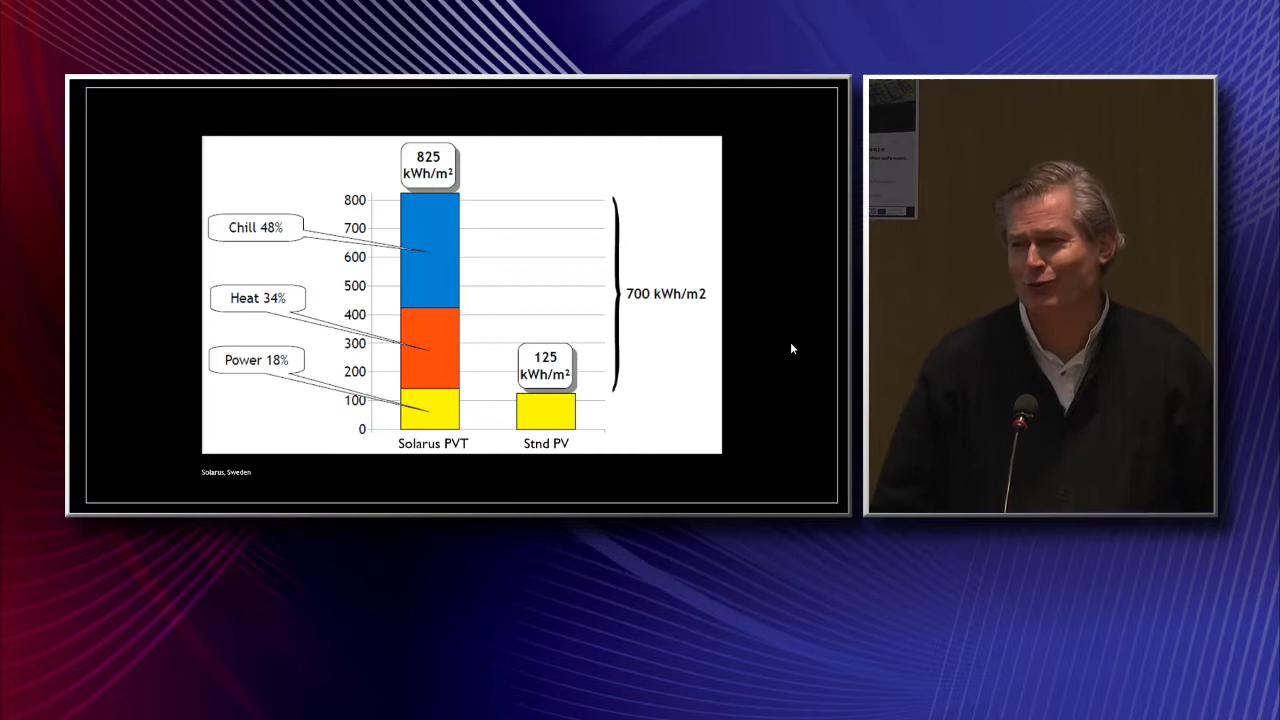 825
kWh/m²
800
700
600
500
400
300
200
100
0
Chill 48%
Heat 34%
Power 18%
125
kWh/m²
700 kWh/m2
Solarus PVT
Stnd PV
Solarus, Sweden